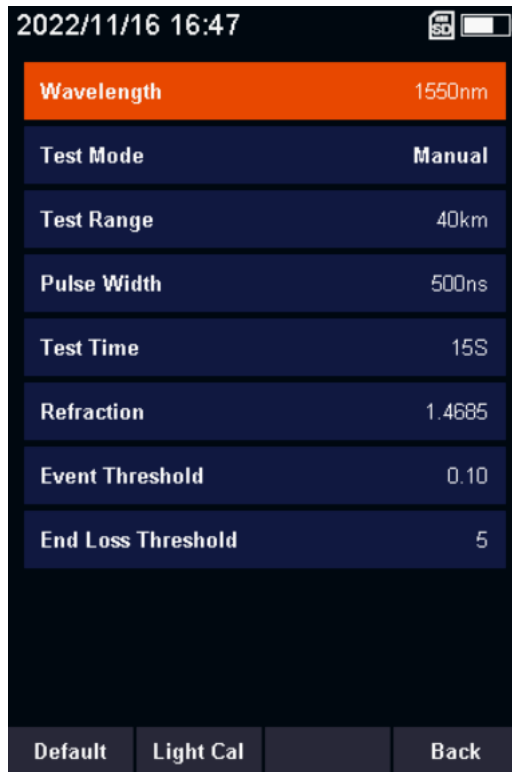 2022/11/16 16:47 SD
Wavelength 1550nm
Test Mode Manual
Test Range 40km
Pulse Width 500ns
Test Time 15S
Refraction 1.4685
Event Threshold 0.10
End Loss Threshold 5
Default Light Cal Back